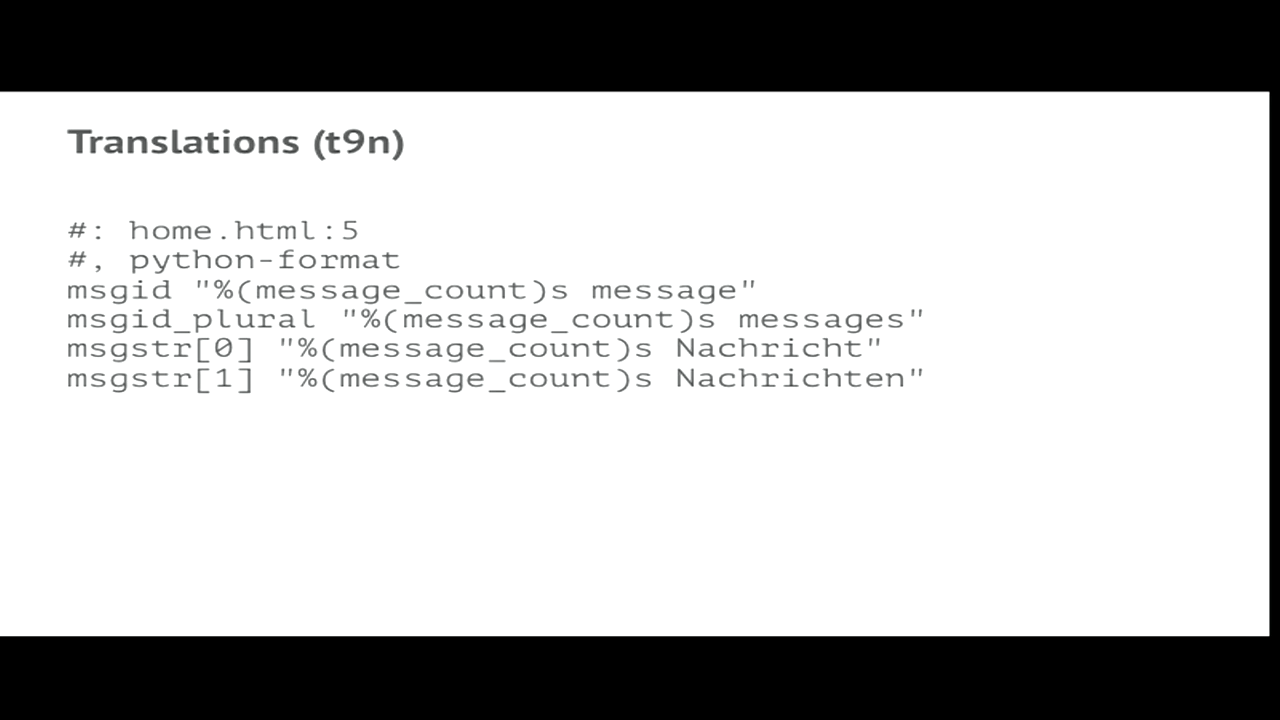 Translations (t9n)
#: home.html:5
#, python-format
msgid "%(message_count)s message"
msgid_plural "%(message_count)s messages"
msgstr[0] "%(message_count)s Nachricht"
msgstr[1] "%(message_count)s Nachrichten"